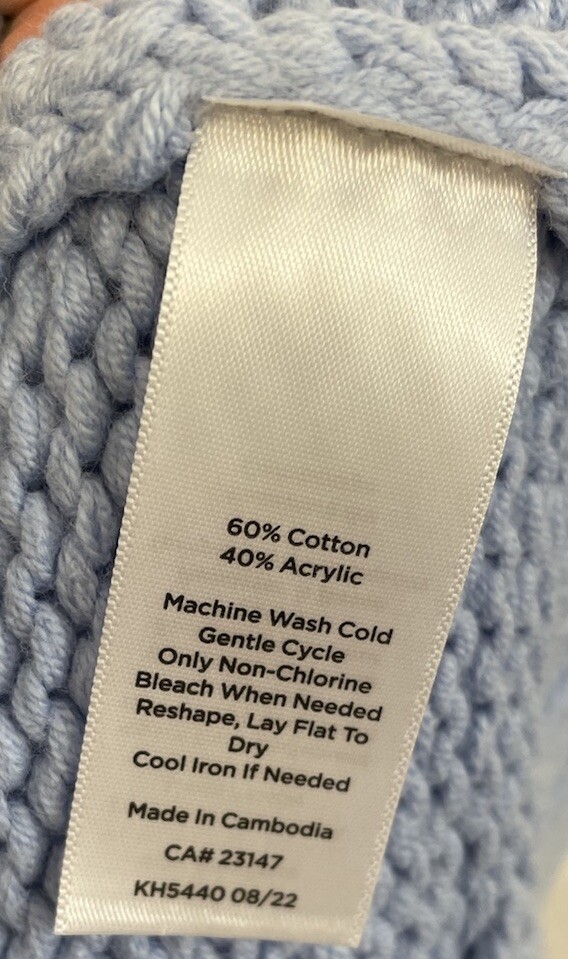 60% Cotton
40% Acrylic
Machine Wash Cold
Gentle Cycle
Only Non-Chlorine
Bleach When Needed
Reshape, Lay Flat To
Dry
Cool Iron If Needed
Made In Cambodia
CA# 23147
KH5440 08/22